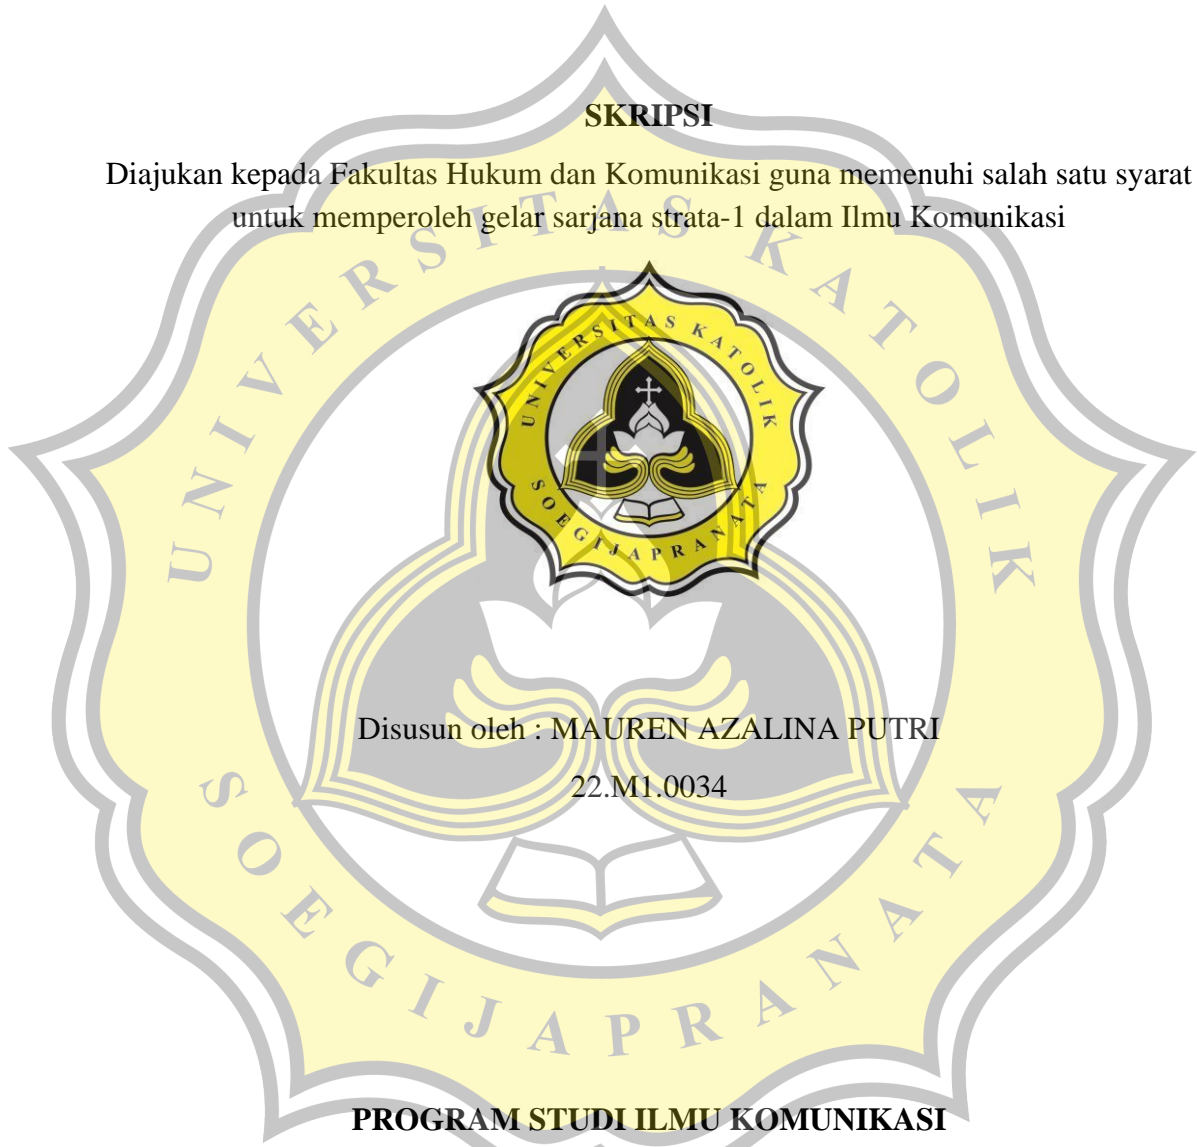 SKRIPSI
Diajukan kepada Fakultas Hukum dan Komunikasi guna memenuhi salah satu syarat
untuk memperoleh gelar sarjana strata-1 dalam Ilmu Komunikasi
UNIVERSITAS KATOLIK
SOEGIJAPRANATA
UNIVERSITAS KATOLIK
SOEGIJAPRANATA
Disusun oleh : MAUREN AZALINA PUTRI
22.M1.0034
PROGRAM STUDI ILMU KOMUNIKASI